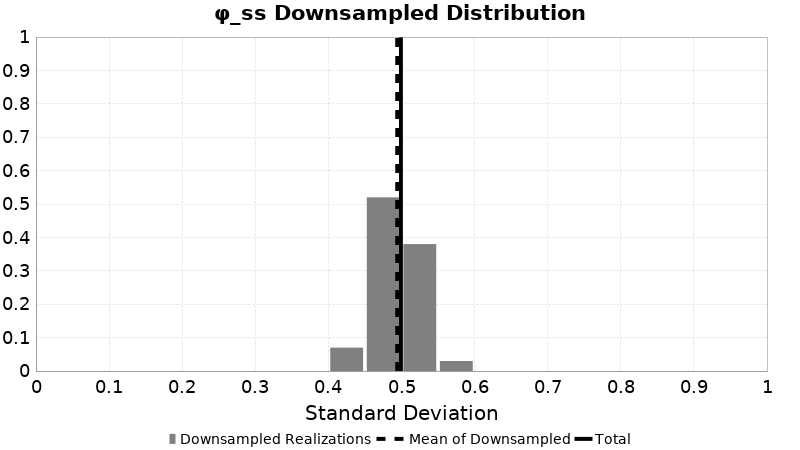 φ_ss Downsampled Distribution
1
0.9
0.8
0.7
0.6
0.5
0.4
0.3
0.2
0.1
0
0 0.1 0.2 0.3 0.4 0.5 0.6 0.7 0.8 0.9 1
Standard Deviation
Downsampled Realizations Mean of Downsampled Total